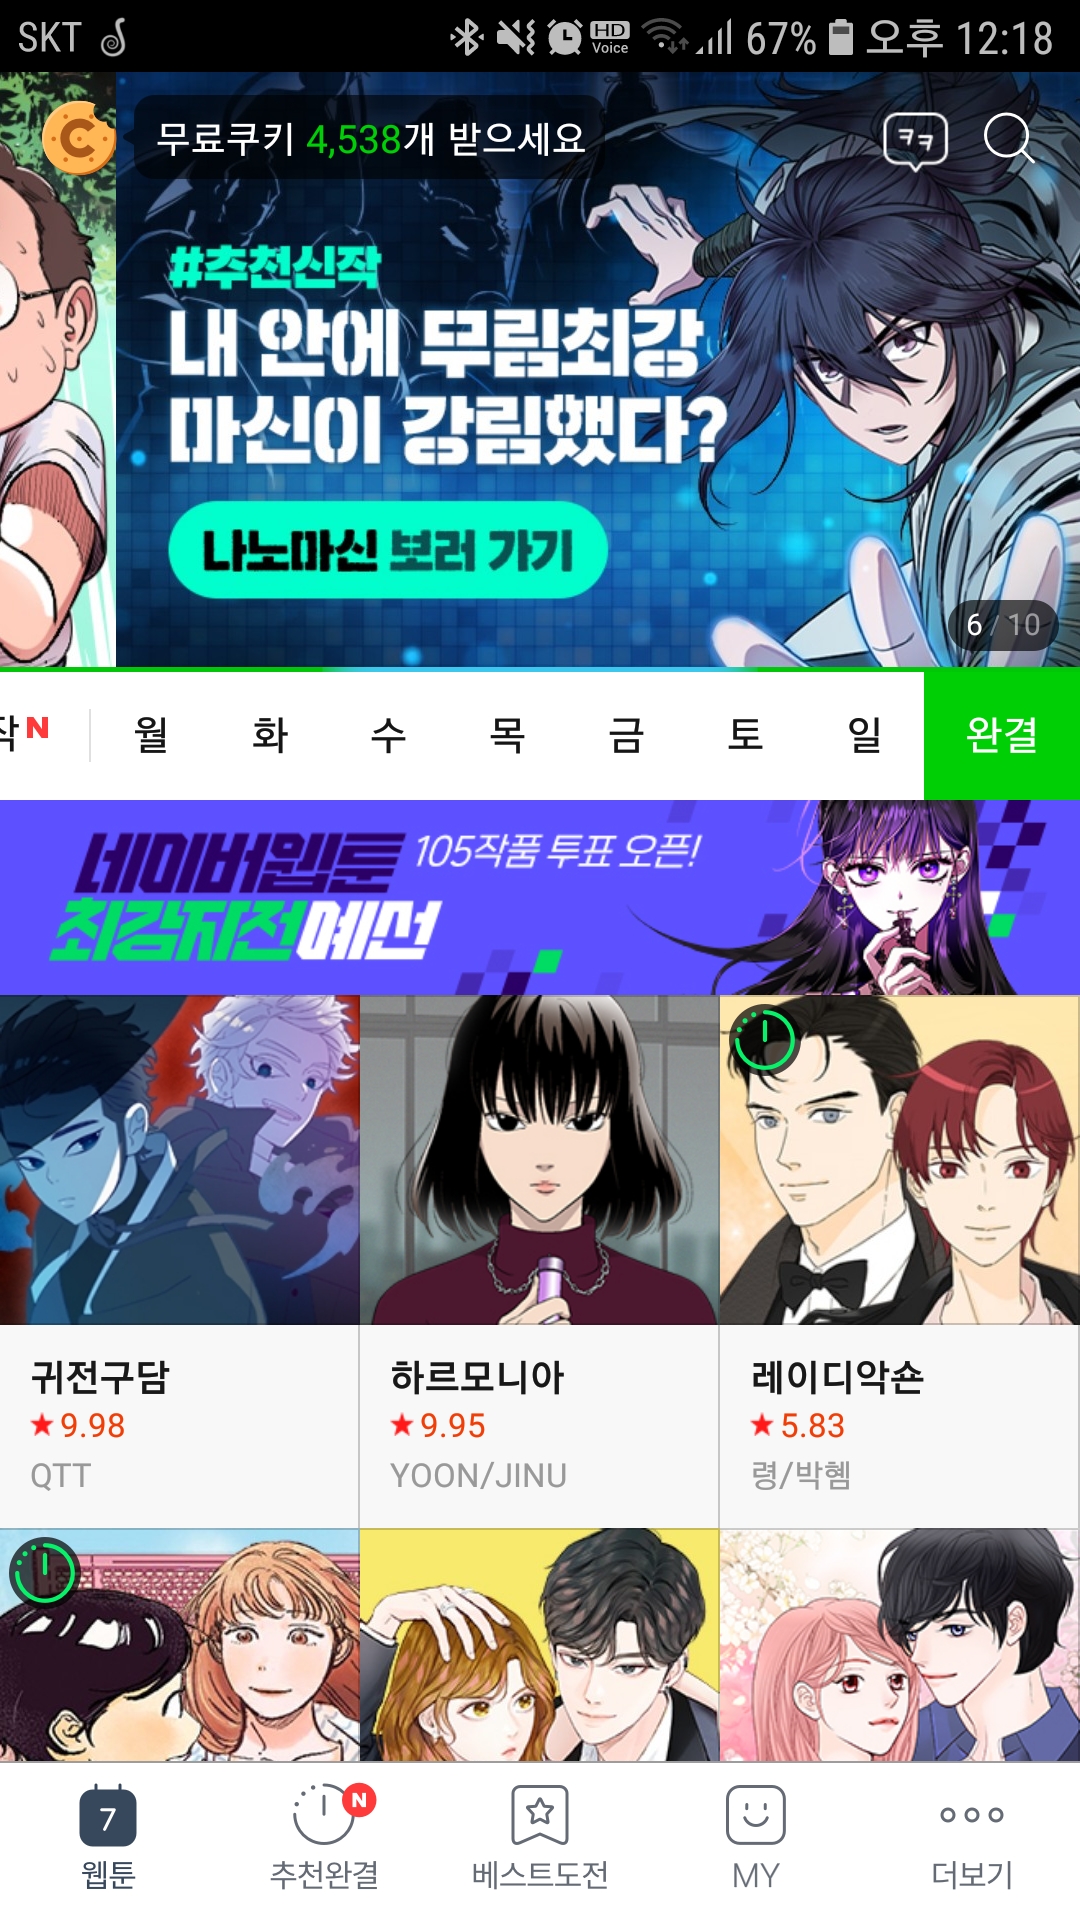 SKT HD Voice 67% 오후 12:18
무료쿠키 4,538개 받으세요
ㅋㅋ
#추천신작
내 안에 무림최강
마신이 강림했다?
나노마신 보러 가기
6 / 10
작 N 월 화 수 목 금 토 일 완결
네이버웹툰 105작품 투표 오픈!
최강자전예선
귀전구담 하르모니아 레이디악숀
★9.98 ★9.95 ★5.83
QTT YOON/JINU 령/박혬
7 N
웹툰 추천완결 베스트도전 MY 더보기